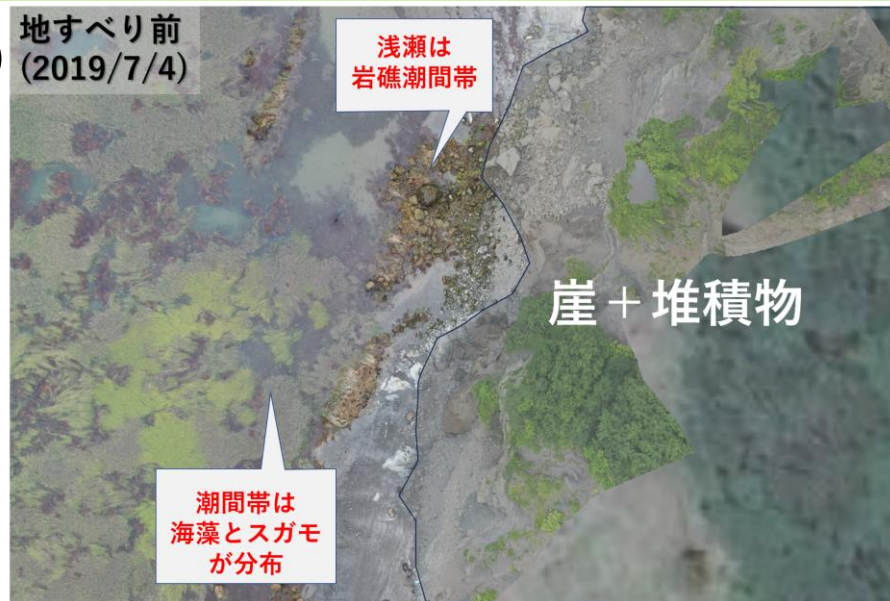 地すべり前
(2019/7/4)
浅瀬は
岩礁潮間帯
崖+堆積物
潮間帯は
海藻とスガモ
が分布